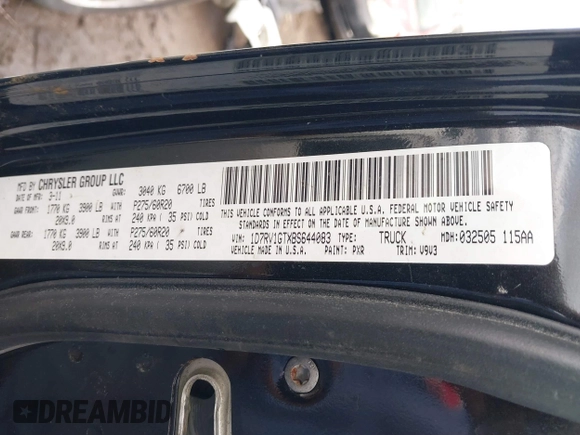 MFD BY CHRYSLER GROUP LLC
DATE OF MFR: 3-11 GVWR: 3040 KG 6700 LB
GAWR FRONT: 1770 KG 3900 LB WITH P275/60R20 TIRES
20X9.0 RIMS AT 240 KPA ( 35 PSI) COLD
GAWR REAR: 1770 KG 3900 LB WITH P275/60R20 TIRES
20X9.0 RIMS AT 240 KPA ( 35 PSI) COLD
THIS VEHICLE CONFORMS TO ALL APPLICABLE U.S.A. FEDERAL MOTOR VEHICLE SAFETY
STANDARDS IN EFFECT ON THE DATE OF MANUFACTURE SHOWN ABOVE.
VIN: 1D7RV1GTXBS644083 TYPE: TRUCK MDH: 032505 115AA
VEHICLE MADE IN U.S.A. PAINT: PXR TRIM: V9V3
DREAMBID